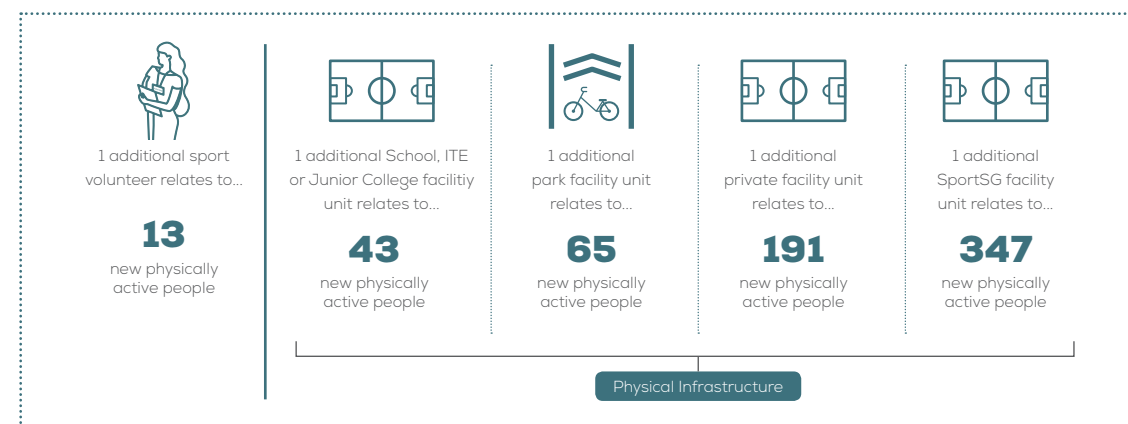 1 additional sport
volunteer relates to...
13
new physically
active people
1 additional School, ITE
or Junior College facilitiy
unit relates to...
43
new physically
active people
1 additional
park facility unit
relates to...
65
new physically
active people
1 additional
private facility unit
relates to...
191
new physically
active people
1 additional
SportSG facility
unit relates to...
347
new physically
active people
Physical Infrastructure